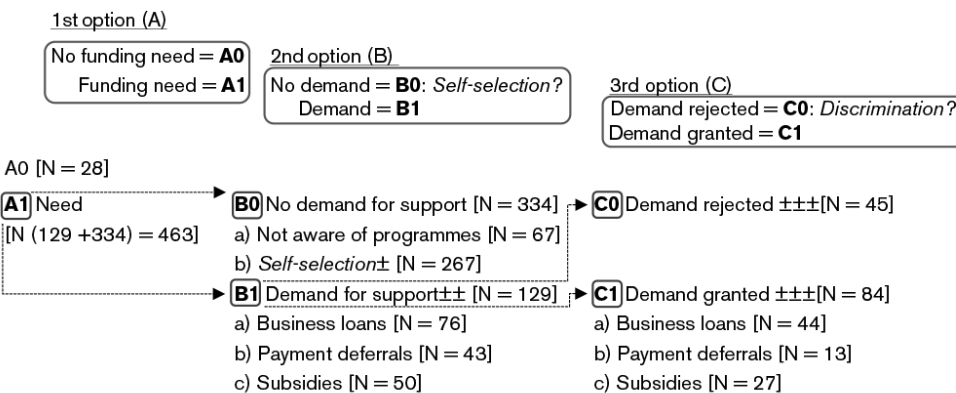 1st option (A)
No funding need = A0
Funding need = A1
2nd option (B)
No demand = B0: Self-selection?
Demand = B1
3rd option (C)
Demand rejected = C0: Discrimination?
Demand granted = C1
A0 [N = 28]
A1 Need
[N (129 +334) = 463]
B0 No demand for support [N = 334]
a) Not aware of programmes [N = 67]
b) Self-selection± [N = 267]
B1 Demand for support±± [N = 129]
a) Business loans [N = 76]
b) Payment deferrals [N = 43]
c) Subsidies [N = 50]
C0 Demand rejected ±±±[N = 45]
C1 Demand granted ±±±[N = 84]
a) Business loans [N = 44]
b) Payment deferrals [N = 13]
c) Subsidies [N = 27]